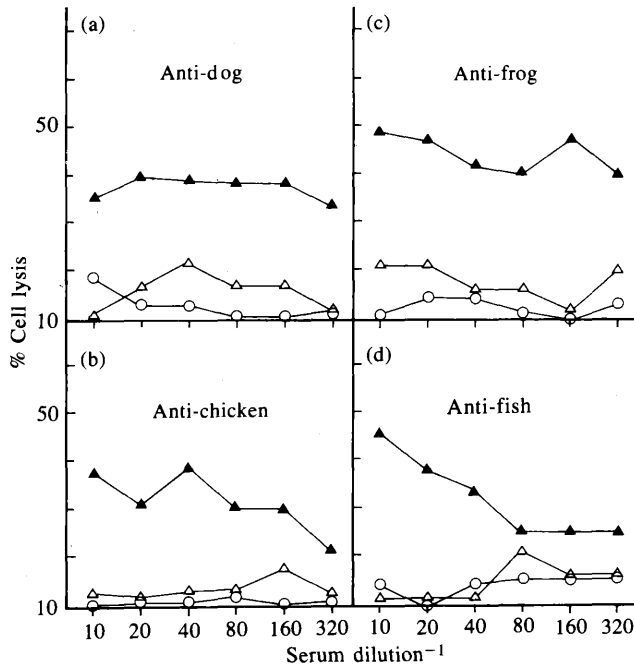 (a)
Anti-dog
(c)
Anti-frog
50
% Cell lysis
10
(b)
Anti-chicken
(d)
Anti-fish
50
10
10 20 40 80 160 320
10 20 40 80 160 320
Serum dilution⁻¹